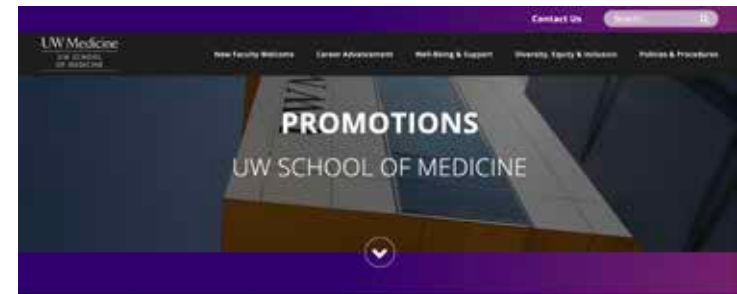 Contact Us
Search...
UW Medicine
UW SCHOOL
OF MEDICINE
New Faculty Welcome Career Advancement Well-Being & Support Diversity, Equity & Inclusion Policies & Procedures
UWM
PROMOTIONS
UW SCHOOL OF MEDICINE